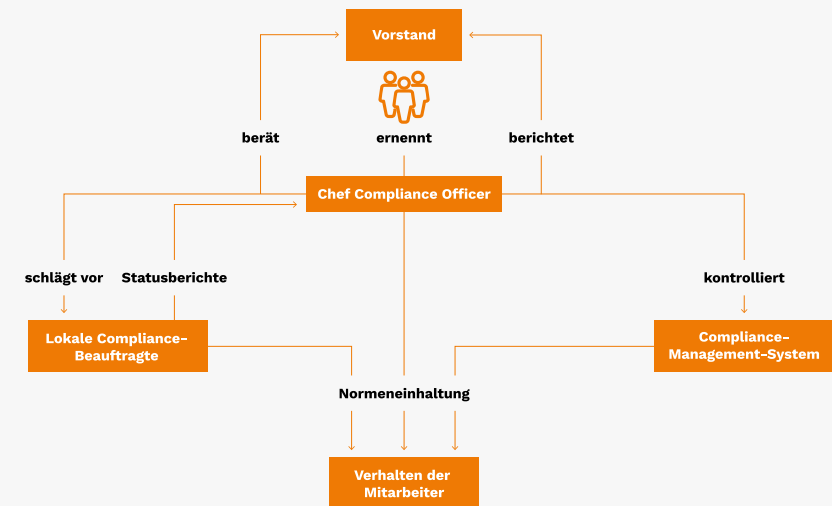 Vorstand
berät
ernennt
berichtet
Chef Compliance Officer
schlägt vor
Statusberichte
kontrolliert
Lokale Compliance-
Beauftragte
Compliance-
Management-System
Normeneinhaltung
Verhalten der
Mitarbeiter